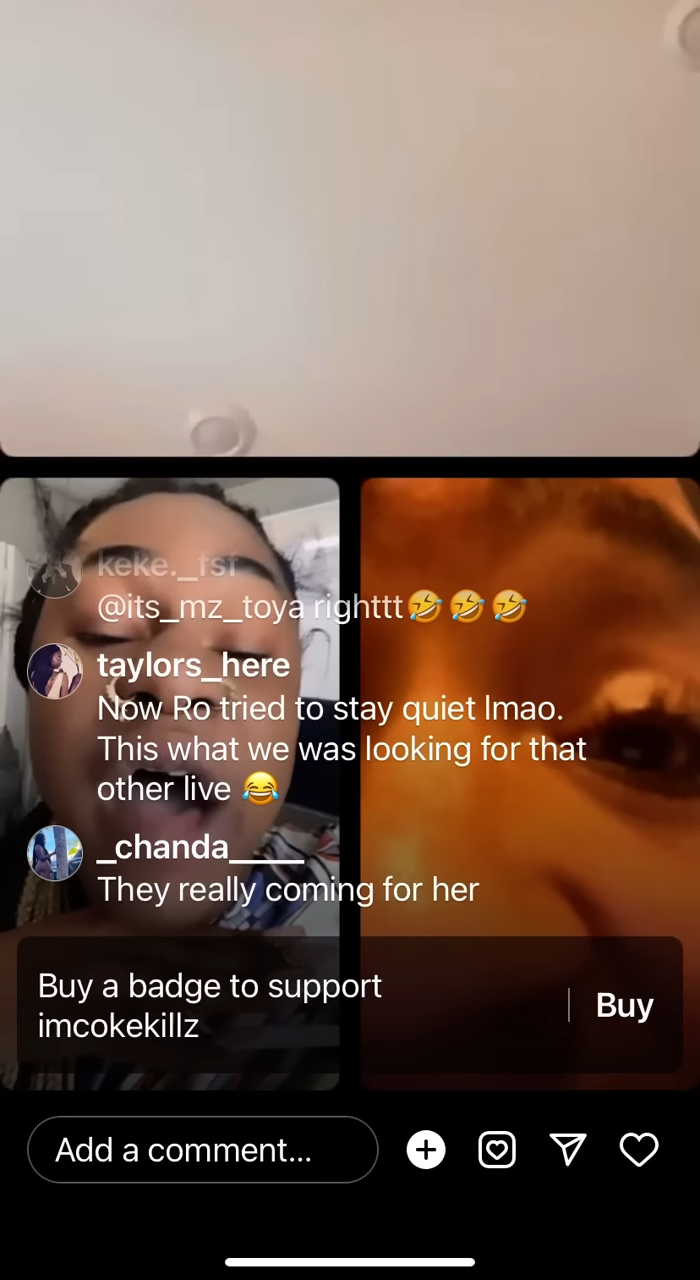 keke._fsf
@its_mz_toya righttt🤣🤣🤣
taylors_here
Now Ro tried to stay quiet lmao.
This what we was looking for that
other live 😂
_chanda_____
They really coming for her
Buy a badge to support
imcokekillz
Buy
Add a comment...